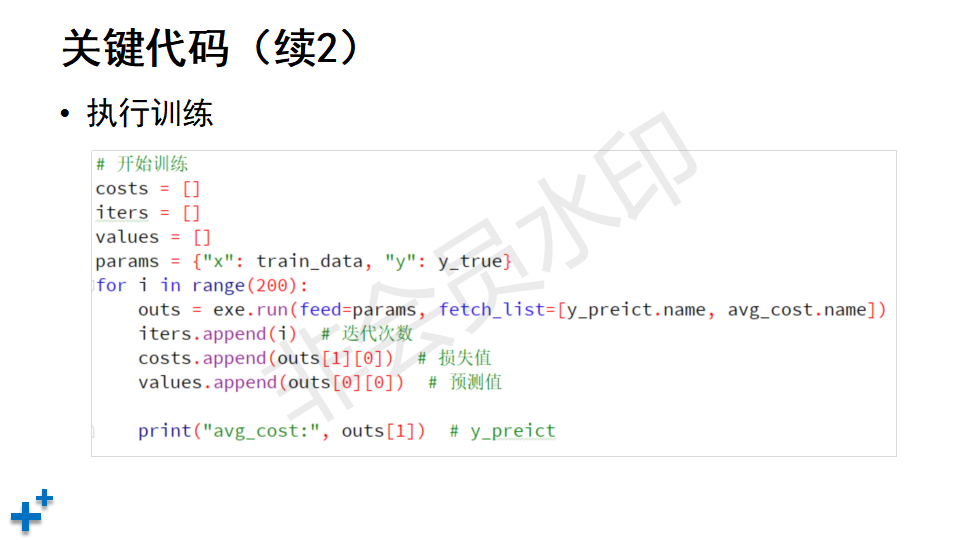 关键代码（续2）
• 执行训练
# 开始训练
costs = []
iters = []
values = []
params = {"x": train_data, "y": y_true}
for i in range(200):
    outs = exe.run(feed=params, fetch_list=[y_preict.name, avg_cost.name])
    iters.append(i)  # 迭代次数
    costs.append(outs[1][0])  # 损失值
    values.append(outs[0][0])  # 预测值
    print("avg_cost:", outs[1])  # y_preict
非会员水印